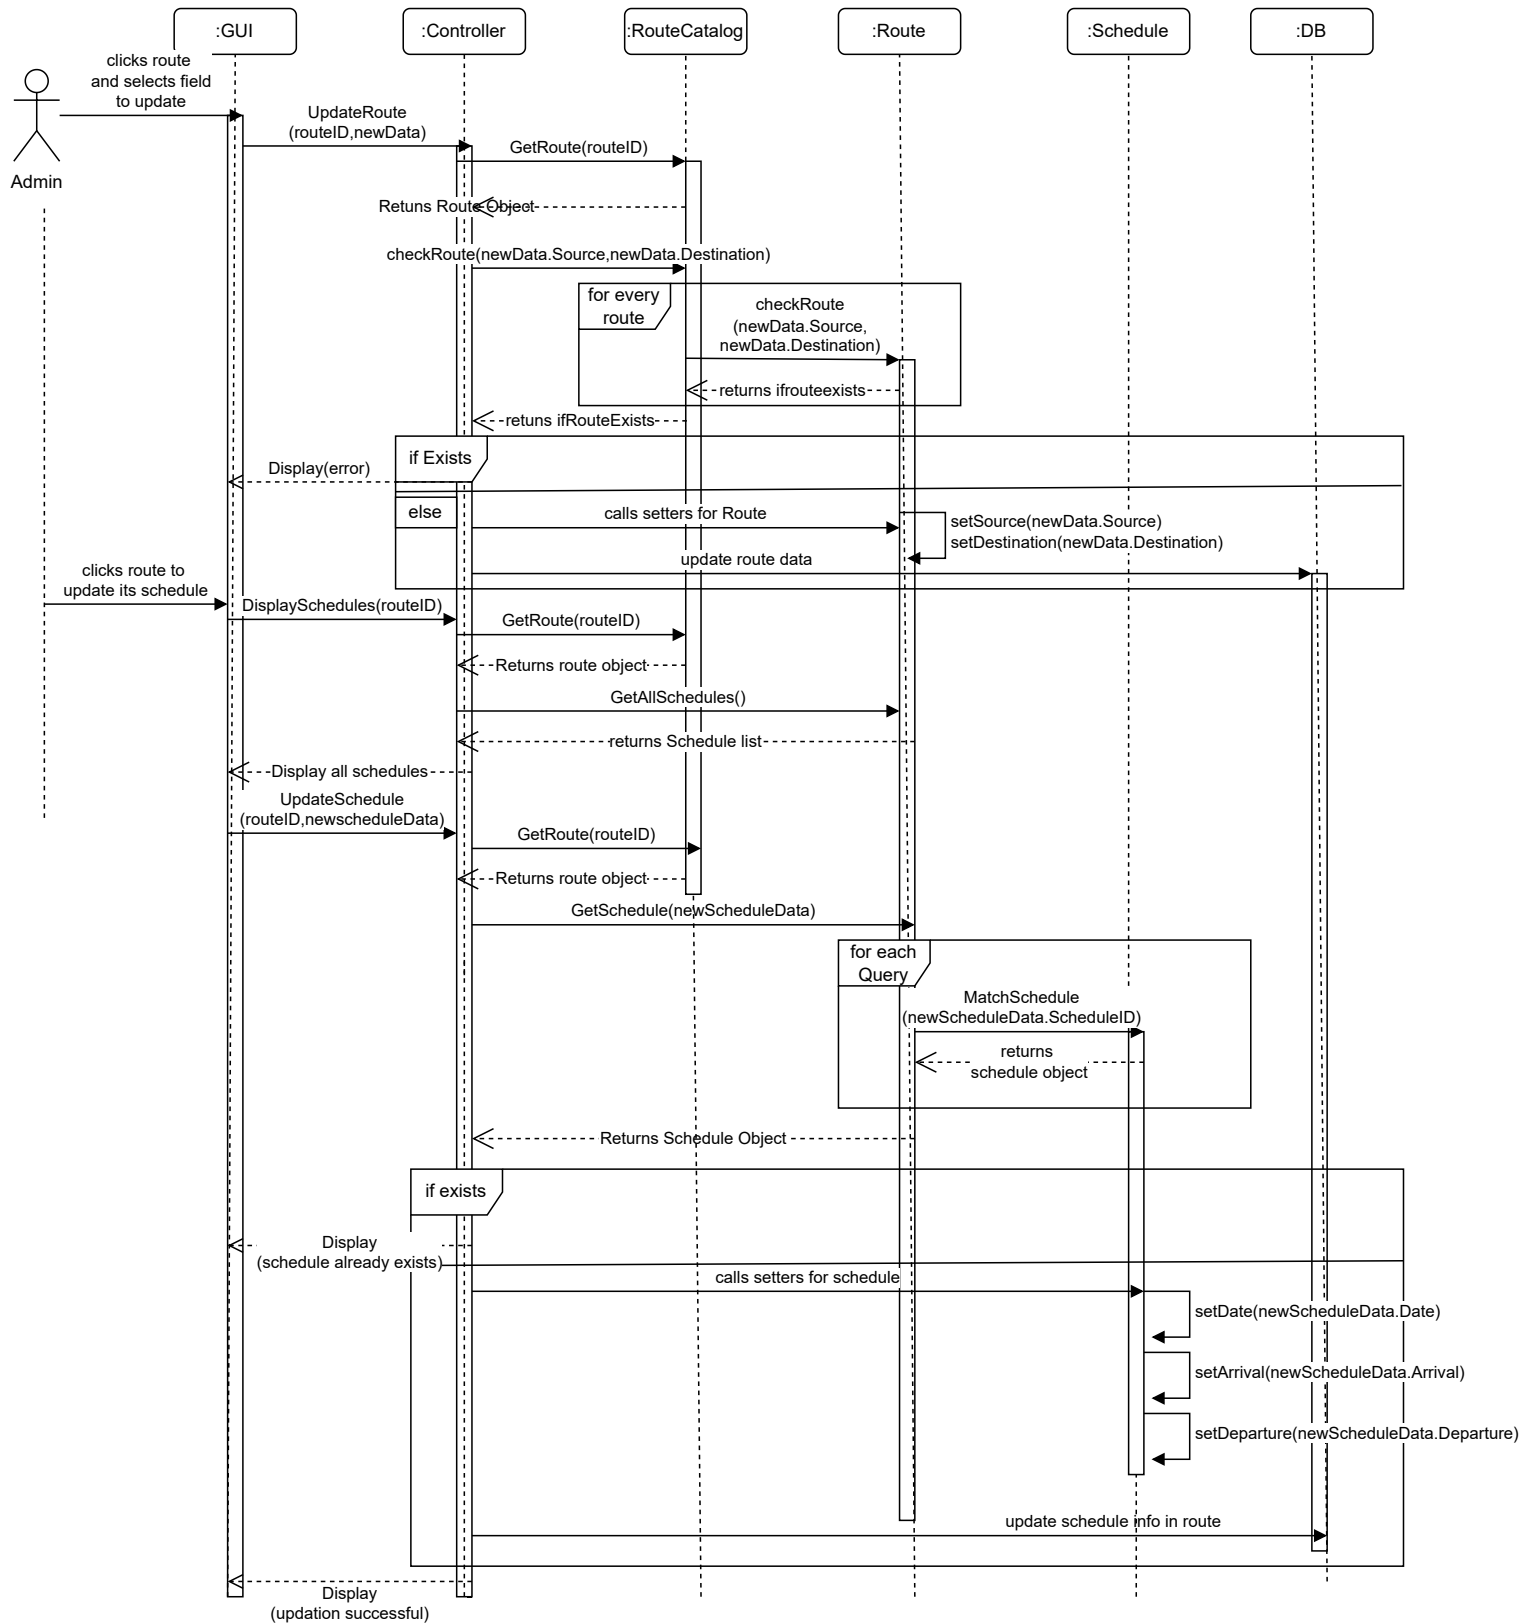 :GUI
:Controller
:RouteCatalog
:Route
:Schedule
:DB
clicks route
and selects field
to update
Admin
UpdateRoute
(routeID,newData)
GetRoute(routeID)
Retuns Route Object
checkRoute(newData.Source,newData.Destination)
for every
route
checkRoute
(newData.Source,
newData.Destination)
returns ifrouteexists
retuns ifRouteExists
if Exists
Display(error)
else
calls setters for Route
setSource(newData.Source)
setDestination(newData.Destination)
update route data
clicks route to
update its schedule
DisplaySchedules(routeID)
GetRoute(routeID)
Returns route object
GetAllSchedules()
returns Schedule list
Display all schedules
UpdateSchedule
(routeID,newscheduleData)
GetRoute(routeID)
Returns route object
GetSchedule(newScheduleData)
for each
Query
MatchSchedule
(newScheduleData.ScheduleID)
returns
schedule object
Returns Schedule Object
if exists
Display
(schedule already exists)
calls setters for schedule
setDate(newScheduleData.Date)
setArrival(newScheduleData.Arrival)
setDeparture(newScheduleData.Departure)
update schedule info in route
Display
(updation successful)